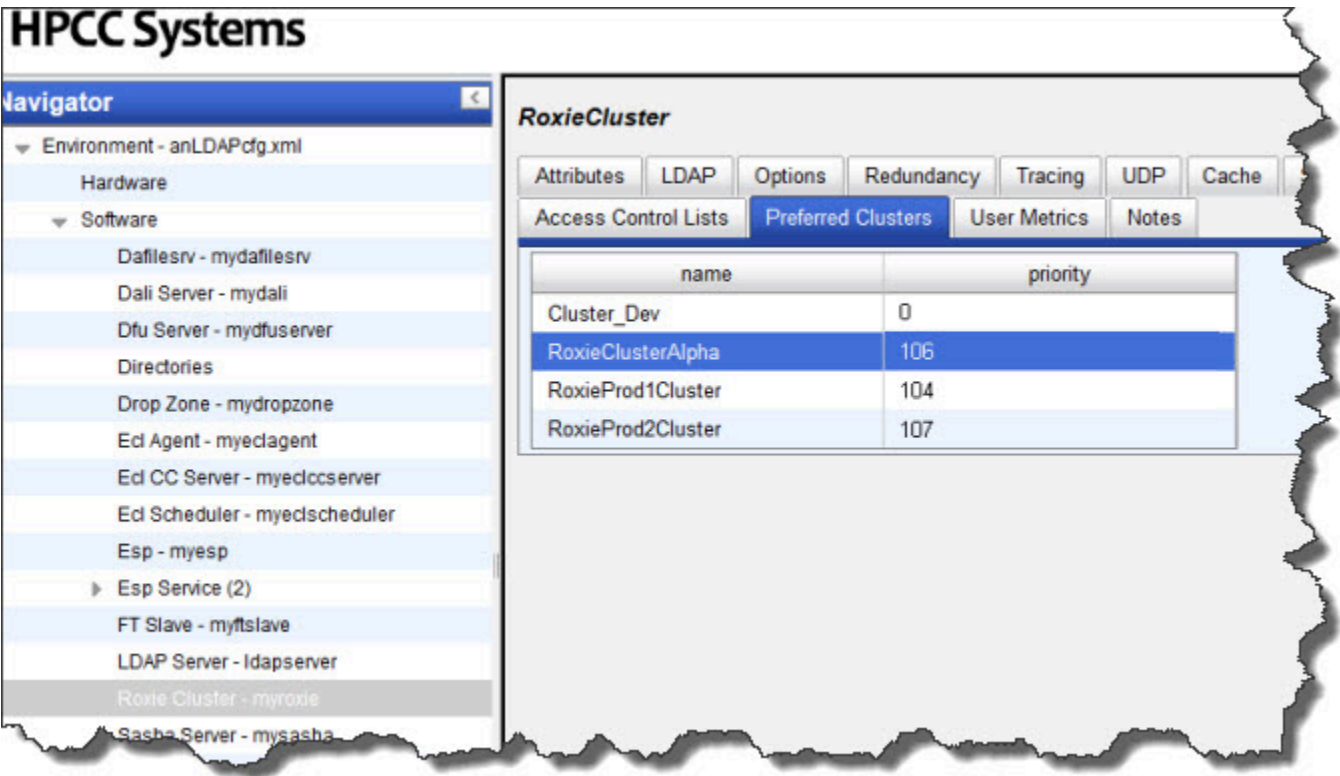 HPCC Systems
Navigator
Environment - anLDAPcfg.xml
Hardware
Software
Dafilesrv - mydafilesrv
Dali Server - mydali
Dfu Server - mydfuserver
Directories
Drop Zone - mydropzone
Ecl Agent - myeclagent
Ecl CC Server - myeclccserver
Ecl Scheduler - myeclscheduler
Esp - myesp
Esp Service (2)
FT Slave - myftslave
LDAP Server - ldapserver
Roxie Cluster - myroxie
Sasha Server - mysasha
RoxieCluster
Attributes LDAP Options Redundancy Tracing UDP Cache
Access Control Lists Preferred Clusters User Metrics Notes
name priority
Cluster_Dev 0
RoxieClusterAlpha 106
RoxieProd1Cluster 104
RoxieProd2Cluster 107